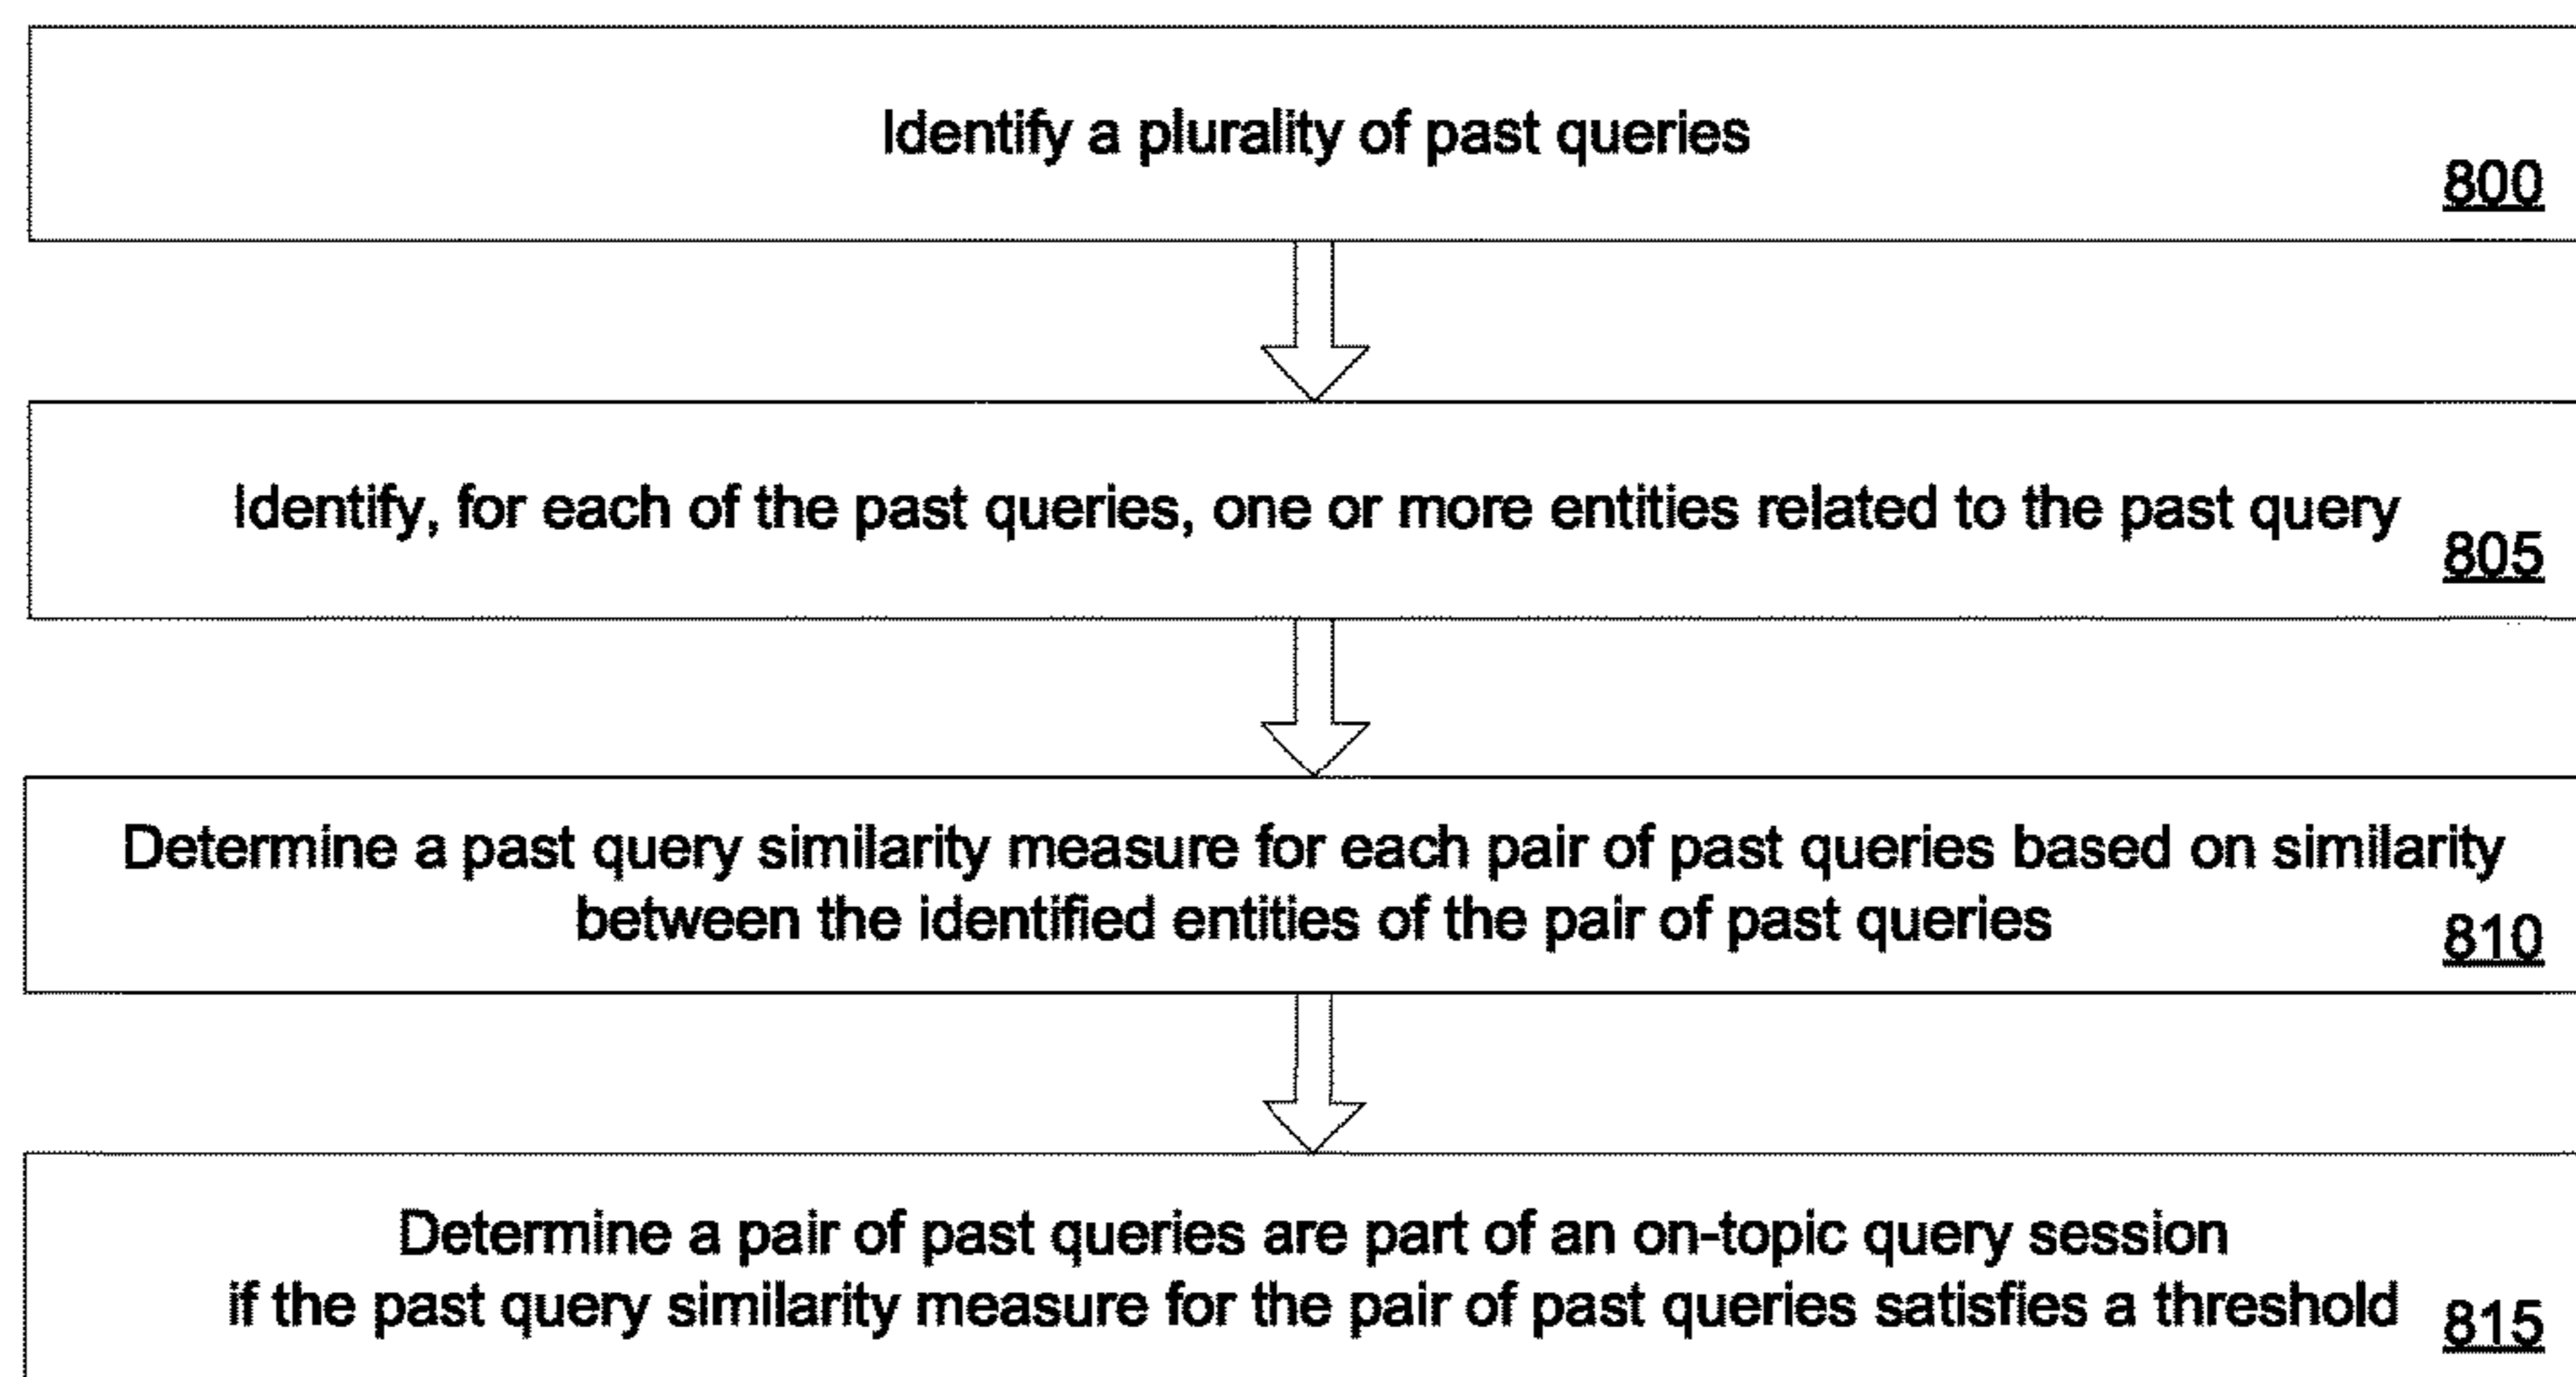 Identify a plurality of past queries
800
Identify, for each of the past queries, one or more entities related to the past query
805
Determine a past query similarity measure for each pair of past queries based on similarity
between the identified entities of the pair of past queries
810
Determine a pair of past queries are part of an on-topic query session
if the past query similarity measure for the pair of past queries satisfies a threshold
815